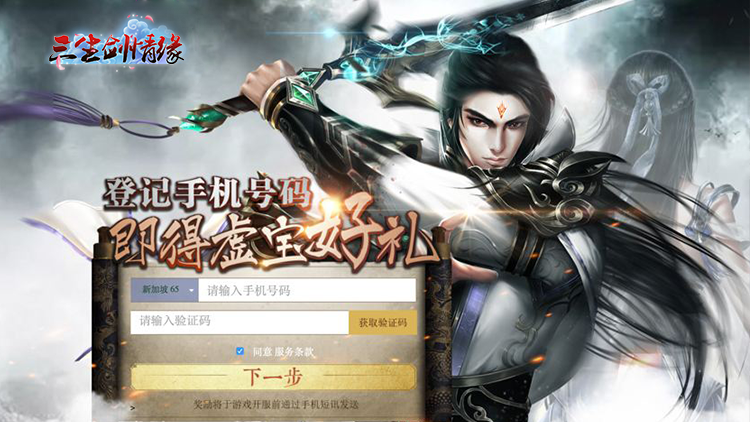 三尘剑情缘
登记手机号码
即得虚宝好礼
新加坡 65
请输入手机号码
请输入验证码
获取验证码
同意 服务条款
下一步
奖励将于游戏开服前通过手机短讯发送
>